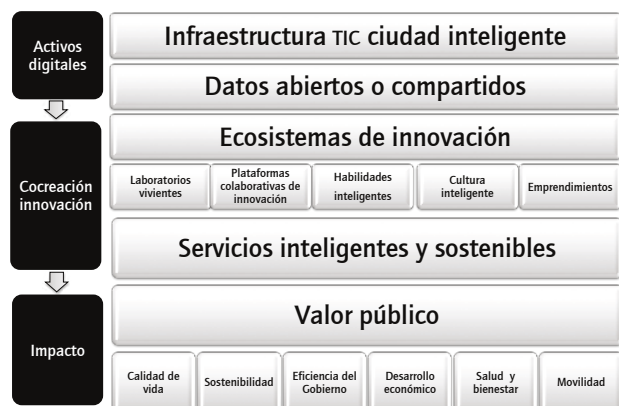 Activos
digitales
Infraestructura TIC ciudad inteligente
Datos abiertos o compartidos
Cocreación
innovación
Ecosistemas de innovación
Laboratorios
vivientes
Plataformas
colaborativas de
innovación
Habilidades
inteligentes
Cultura
inteligente
Emprendimientos
Servicios inteligentes y sostenibles
Impacto
Valor público
Calidad de
vida
Sostenibilidad
Eficiencia del
Gobierno
Desarrollo
económico
Salud y
bienestar
Movilidad